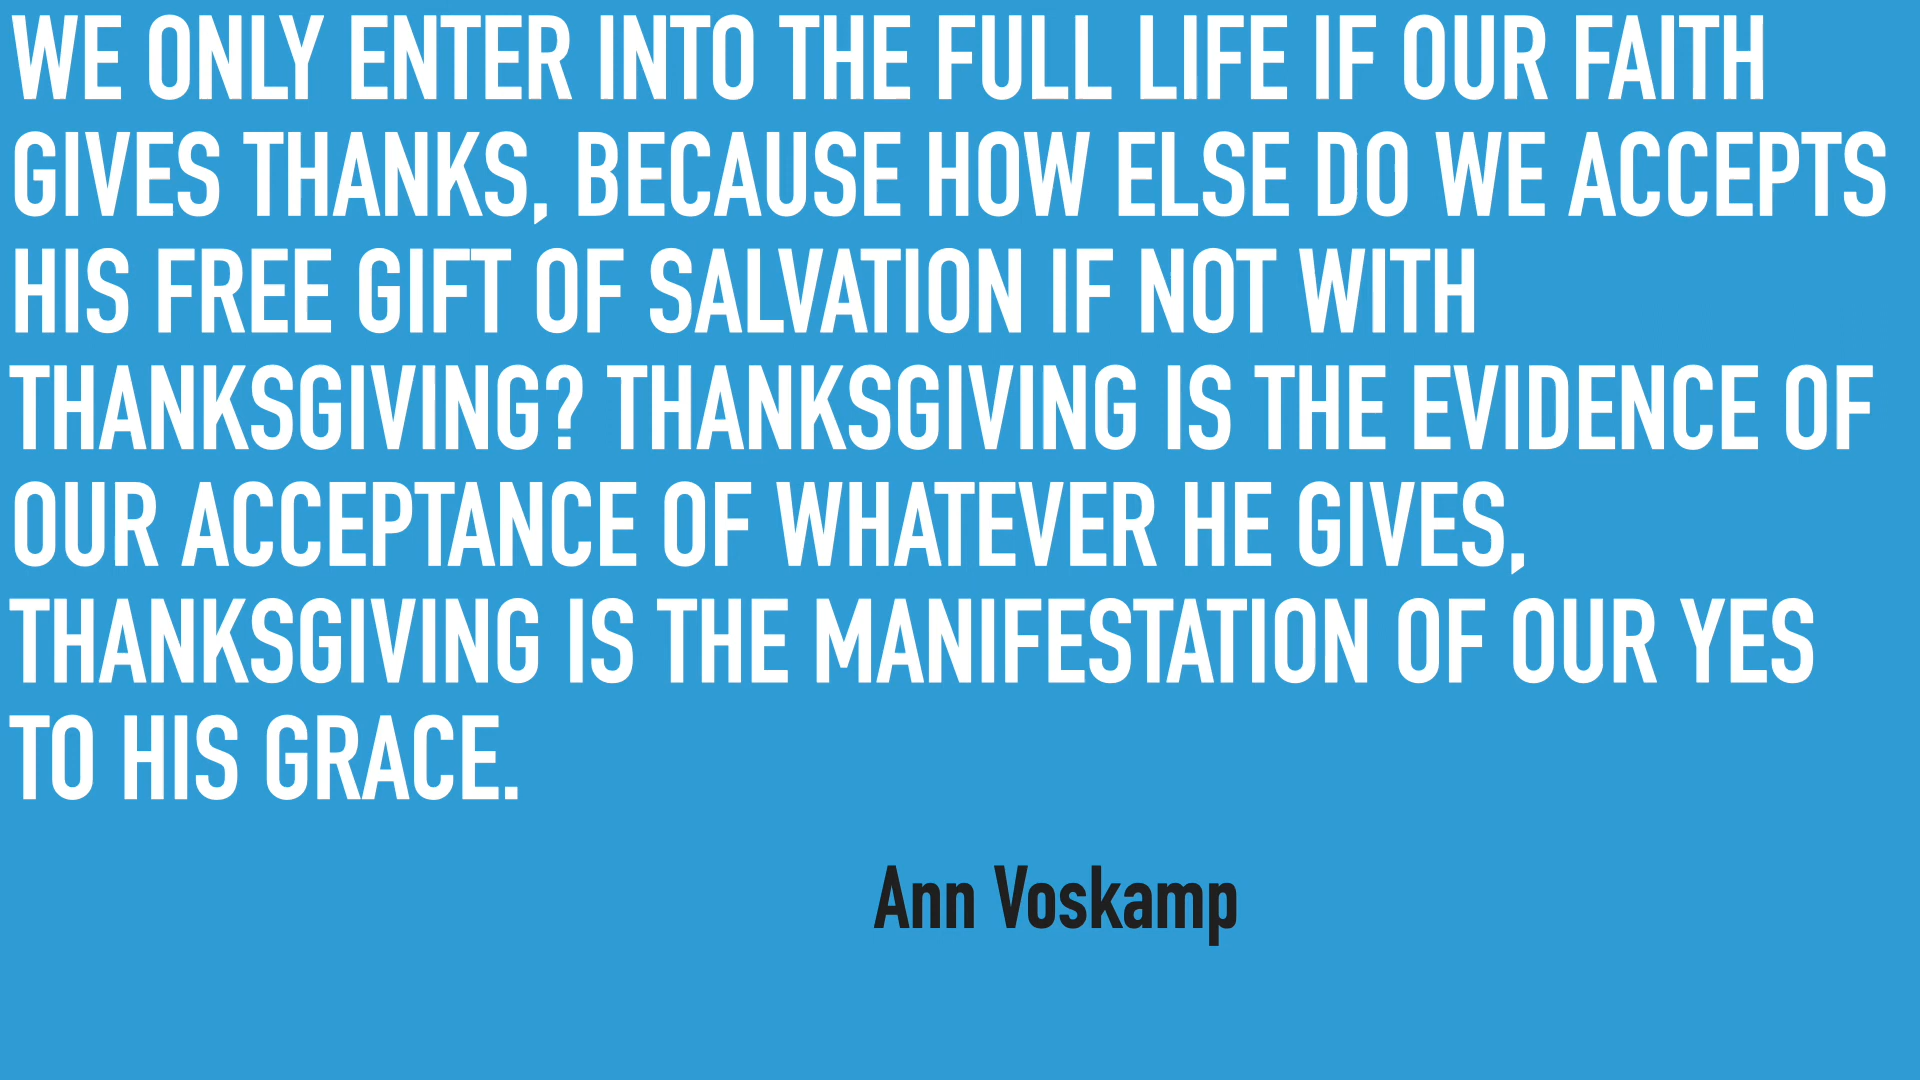 WE ONLY ENTER INTO THE FULL LIFE IF OUR FAITH
GIVES THANKS, BECAUSE HOW ELSE DO WE ACCEPTS
HIS FREE GIFT OF SALVATION IF NOT WITH
THANKSGIVING? THANKSGIVING IS THE EVIDENCE OF
OUR ACCEPTANCE OF WHATEVER HE GIVES,
THANKSGIVING IS THE MANIFESTATION OF OUR YES
TO HIS GRACE.
Ann Voskamp